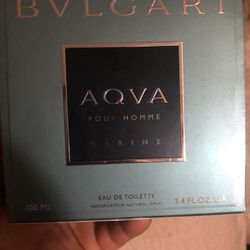 BVLGARI
AQVA
POUR HOMME
MARINE
EAU DE TOILETTE
VAPORISATEUR NATURAL SPRAY
100 ML
3.4 FL.OZ.